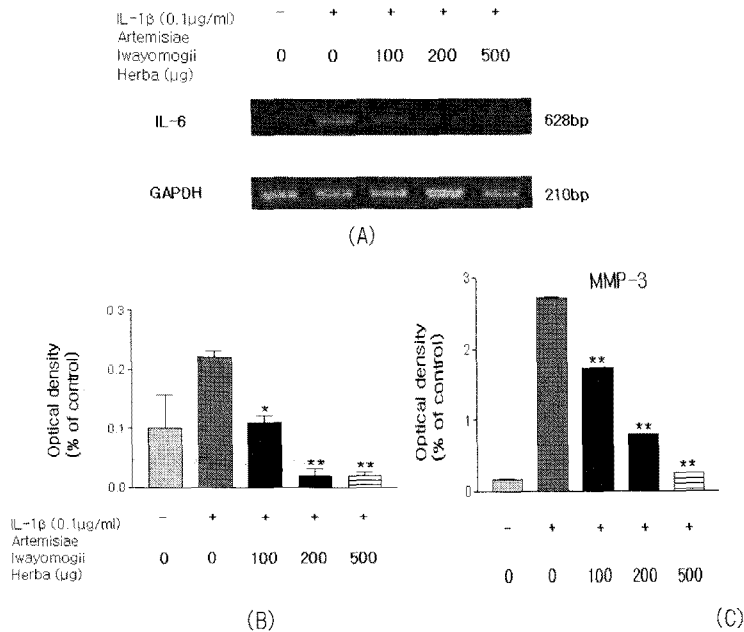 IL-1β (0.1μg/ml) - + + + +
Artemisiae
Iwayomogii 0 0 100 200 500
Herba (μg)
IL-6 628bp
GAPDH 210bp
(A)
0.3
0.2
0.1
0.0
Optical density
(% of control)
*
**
**
IL-1β (0.1μg/ml) - + + + +
Artemisiae
Iwayomogii 0 0 100 200 500
Herba (μg)
(B)
MMP-3
3
2
1
0
Optical density
(% of control)
**
**
**
- + + + +
0 0 100 200 500
(C)